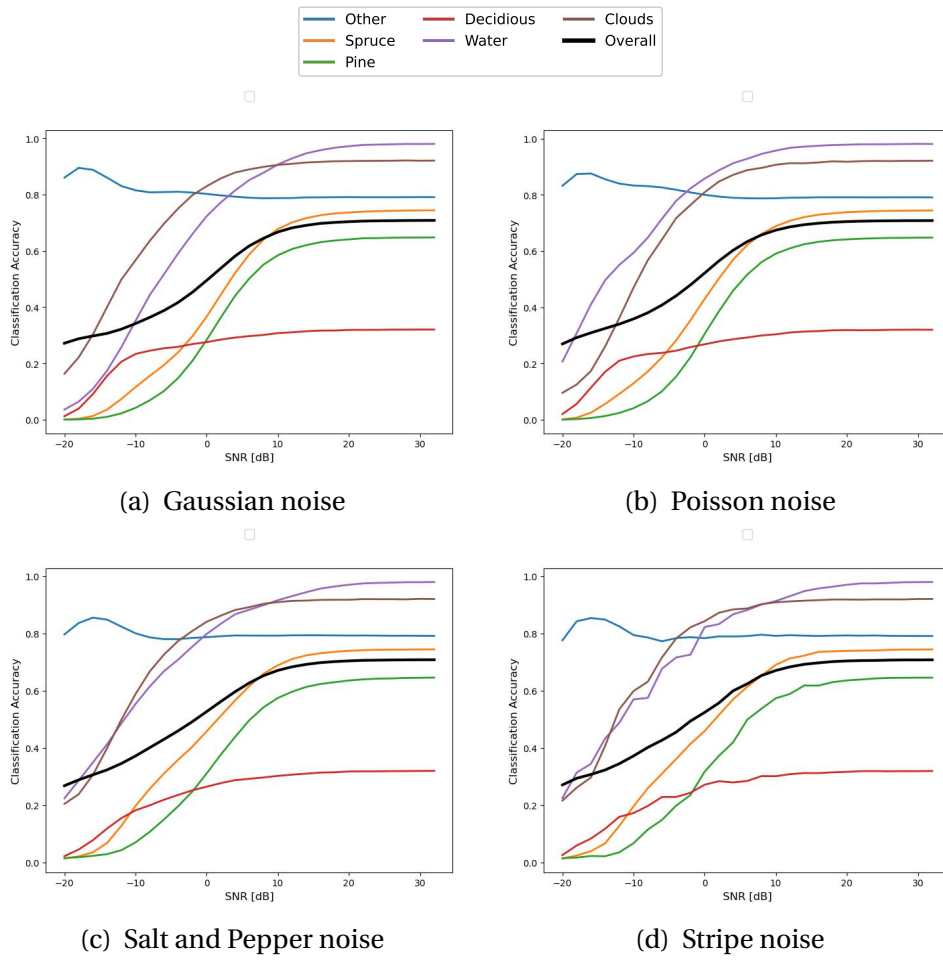 Other Decidious Clouds
Spruce Water Overall
Pine
1.0
0.8
0.6
0.4
0.2
0.0
Classification Accuracy
−20 −10 0 10 20 30
SNR [dB]
(a) Gaussian noise
1.0
0.8
0.6
0.4
0.2
0.0
Classification Accuracy
−20 −10 0 10 20 30
SNR [dB]
(b) Poisson noise
1.0
0.8
0.6
0.4
0.2
0.0
Classification Accuracy
−20 −10 0 10 20 30
SNR [dB]
(c) Salt and Pepper noise
1.0
0.8
0.6
0.4
0.2
0.0
Classification Accuracy
−20 −10 0 10 20 30
SNR [dB]
(d) Stripe noise